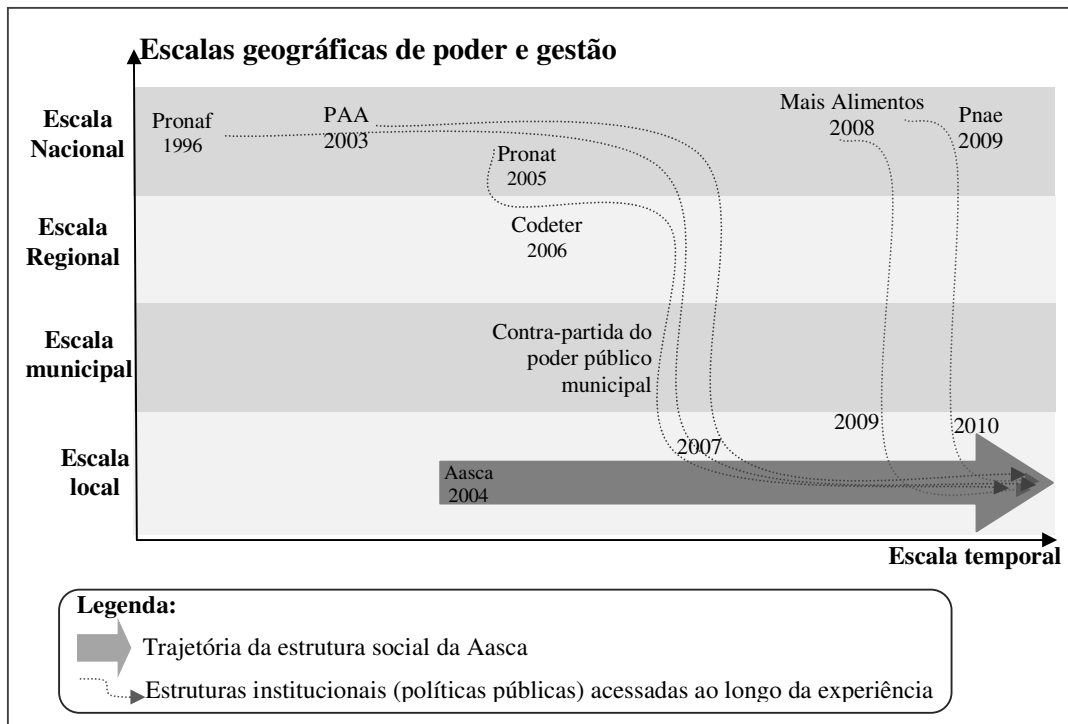 Escalas geográficas de poder e gestão
Escala
Nacional
Pronaf
1996
PAA
2003
Pronat
2005
Mais Alimentos
2008
Pnae
2009
Escala
Regional
Codeter
2006
Escala
municipal
Contra-partida do
poder público
municipal
Escala
local
Aasca
2004
2007
2009
2010
Escala temporal
Legenda:
Trajetória da estrutura social da Aasca
Estruturas institucionais (políticas públicas) acessadas ao longo da experiência